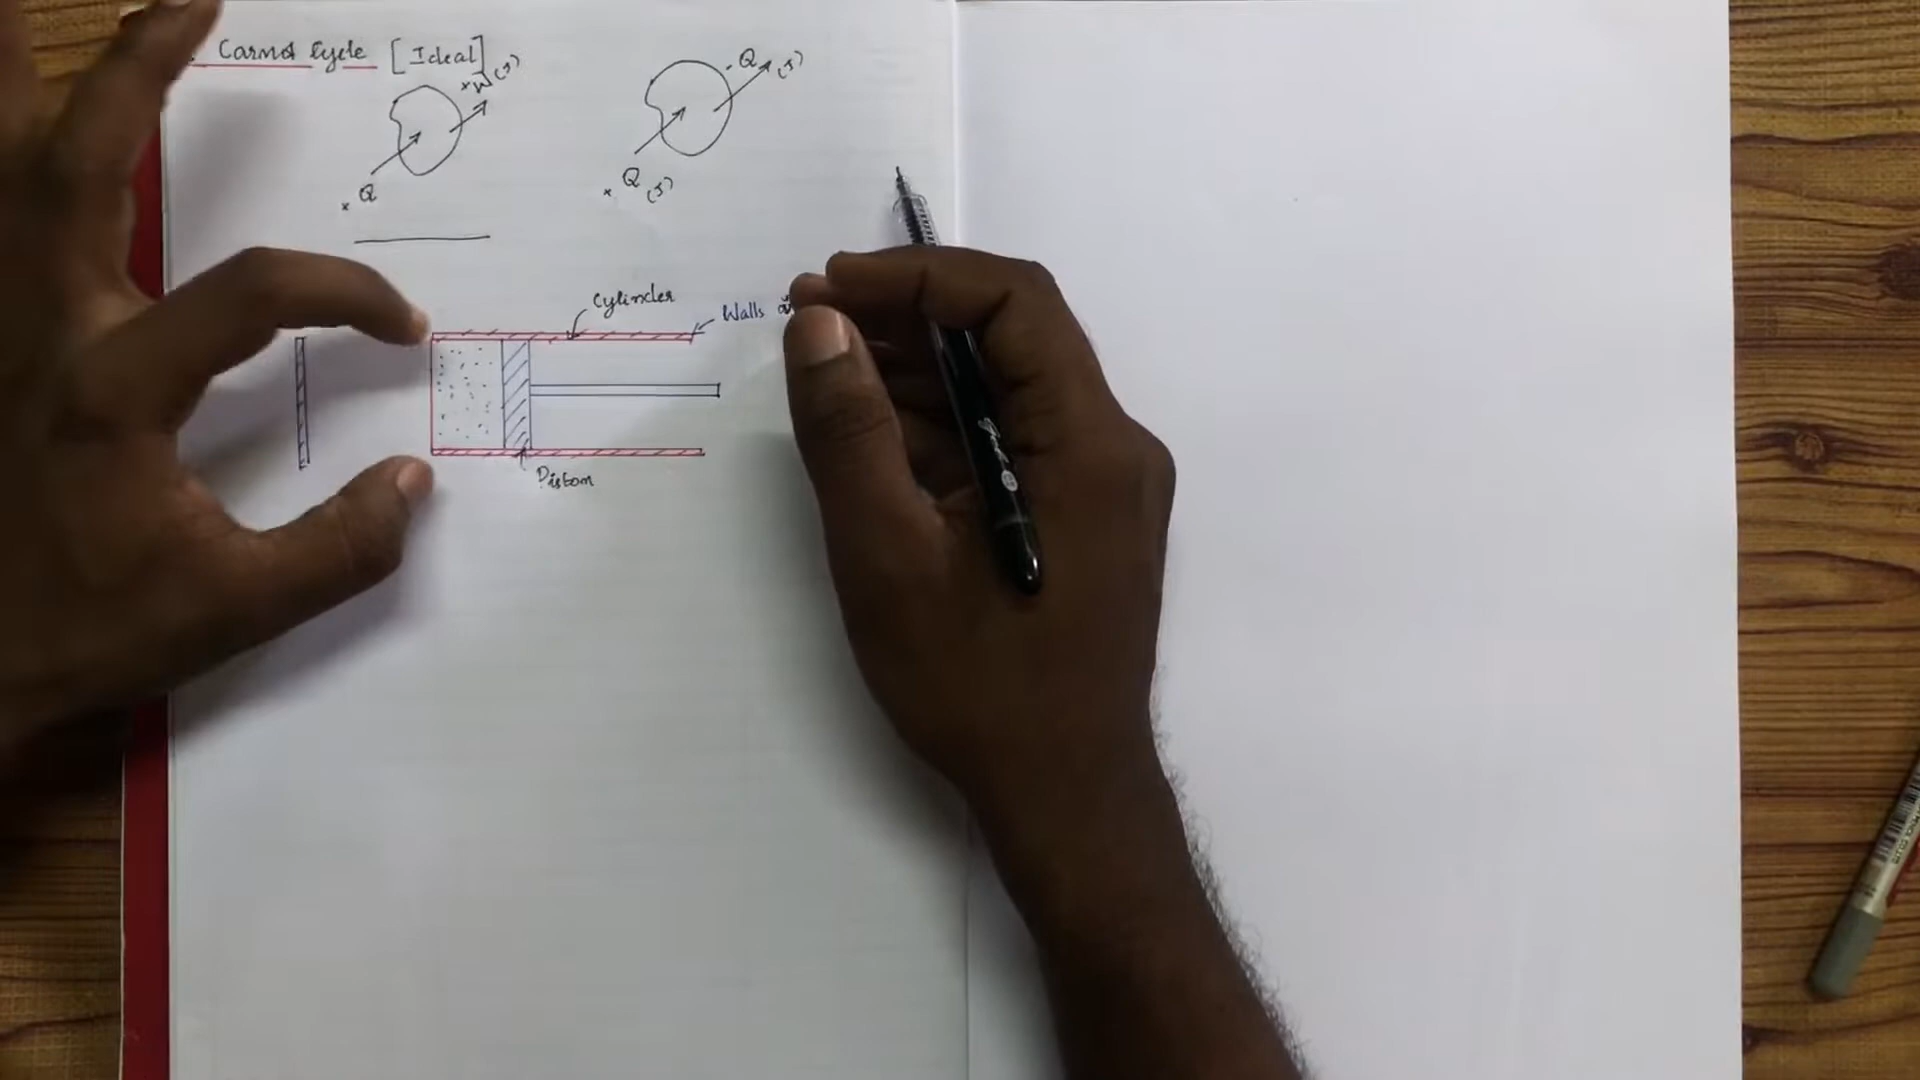 Carnot Cycle [Ideal]
+W (J)
+Q
-Q (J)
+Q (J)
Cylinder
Walls
Piston